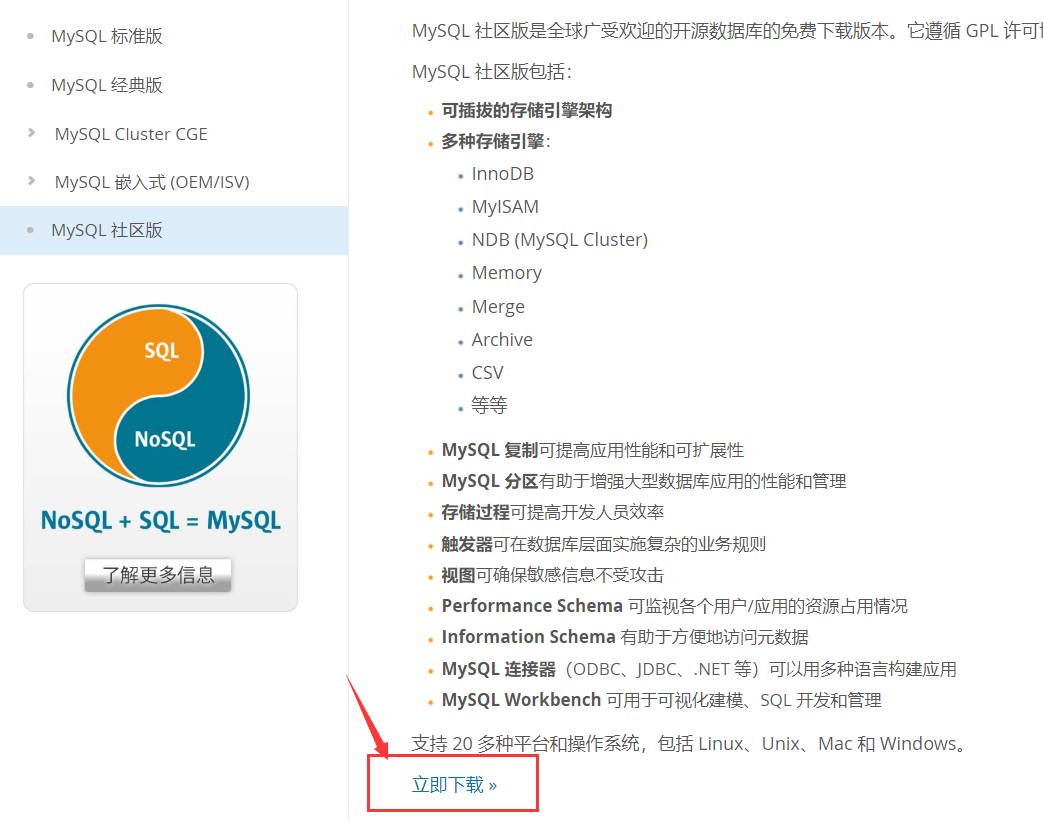 MySQL 标准版
MySQL 经典版
MySQL Cluster CGE
MySQL 嵌入式 (OEM/ISV)
MySQL 社区版
SQL
NoSQL
NoSQL + SQL = MySQL
了解更多信息
MySQL 社区版是全球广受欢迎的开源数据库的免费下载版本。它遵循 GPL 许可
MySQL 社区版包括：
可插拔的存储引擎架构
多种存储引擎：
InnoDB
MyISAM
NDB (MySQL Cluster)
Memory
Merge
Archive
CSV
等等
MySQL 复制可提高应用性能和可扩展性
MySQL 分区有助于增强大型数据库应用的性能和管理
存储过程可提高开发人员效率
触发器可在数据库层面实施复杂的业务规则
视图可确保敏感信息不受攻击
Performance Schema 可监视各个用户/应用的资源占用情况
Information Schema 有助于方便地访问元数据
MySQL 连接器（ODBC、JDBC、.NET 等）可以用多种语言构建应用
MySQL Workbench 可用于可视化建模、SQL 开发和管理
支持 20 多种平台和操作系统，包括 Linux、Unix、Mac 和 Windows。
立即下载 »